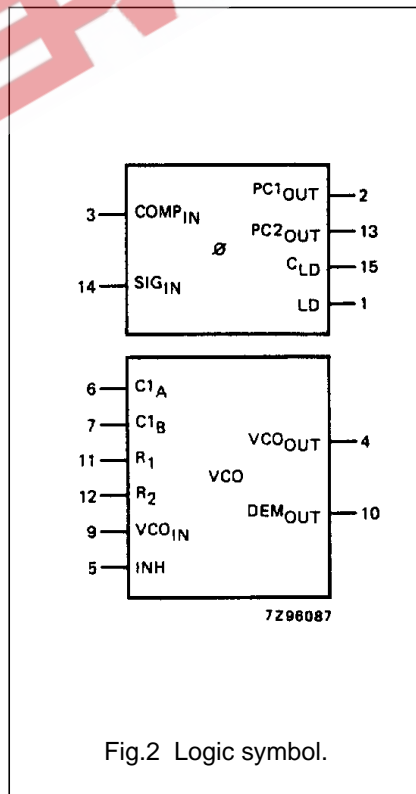 PC1OUT 2
3 COMPIN
PC2OUT 13
ø
CLD 15
14 SIGIN
LD 1
6 C1A
7 C1B
VCOOUT 4
11 R1
VCO
12 R2
DEMOUT 10
9 VCOIN
5 INH
7Z96087
Fig.2 Logic symbol.